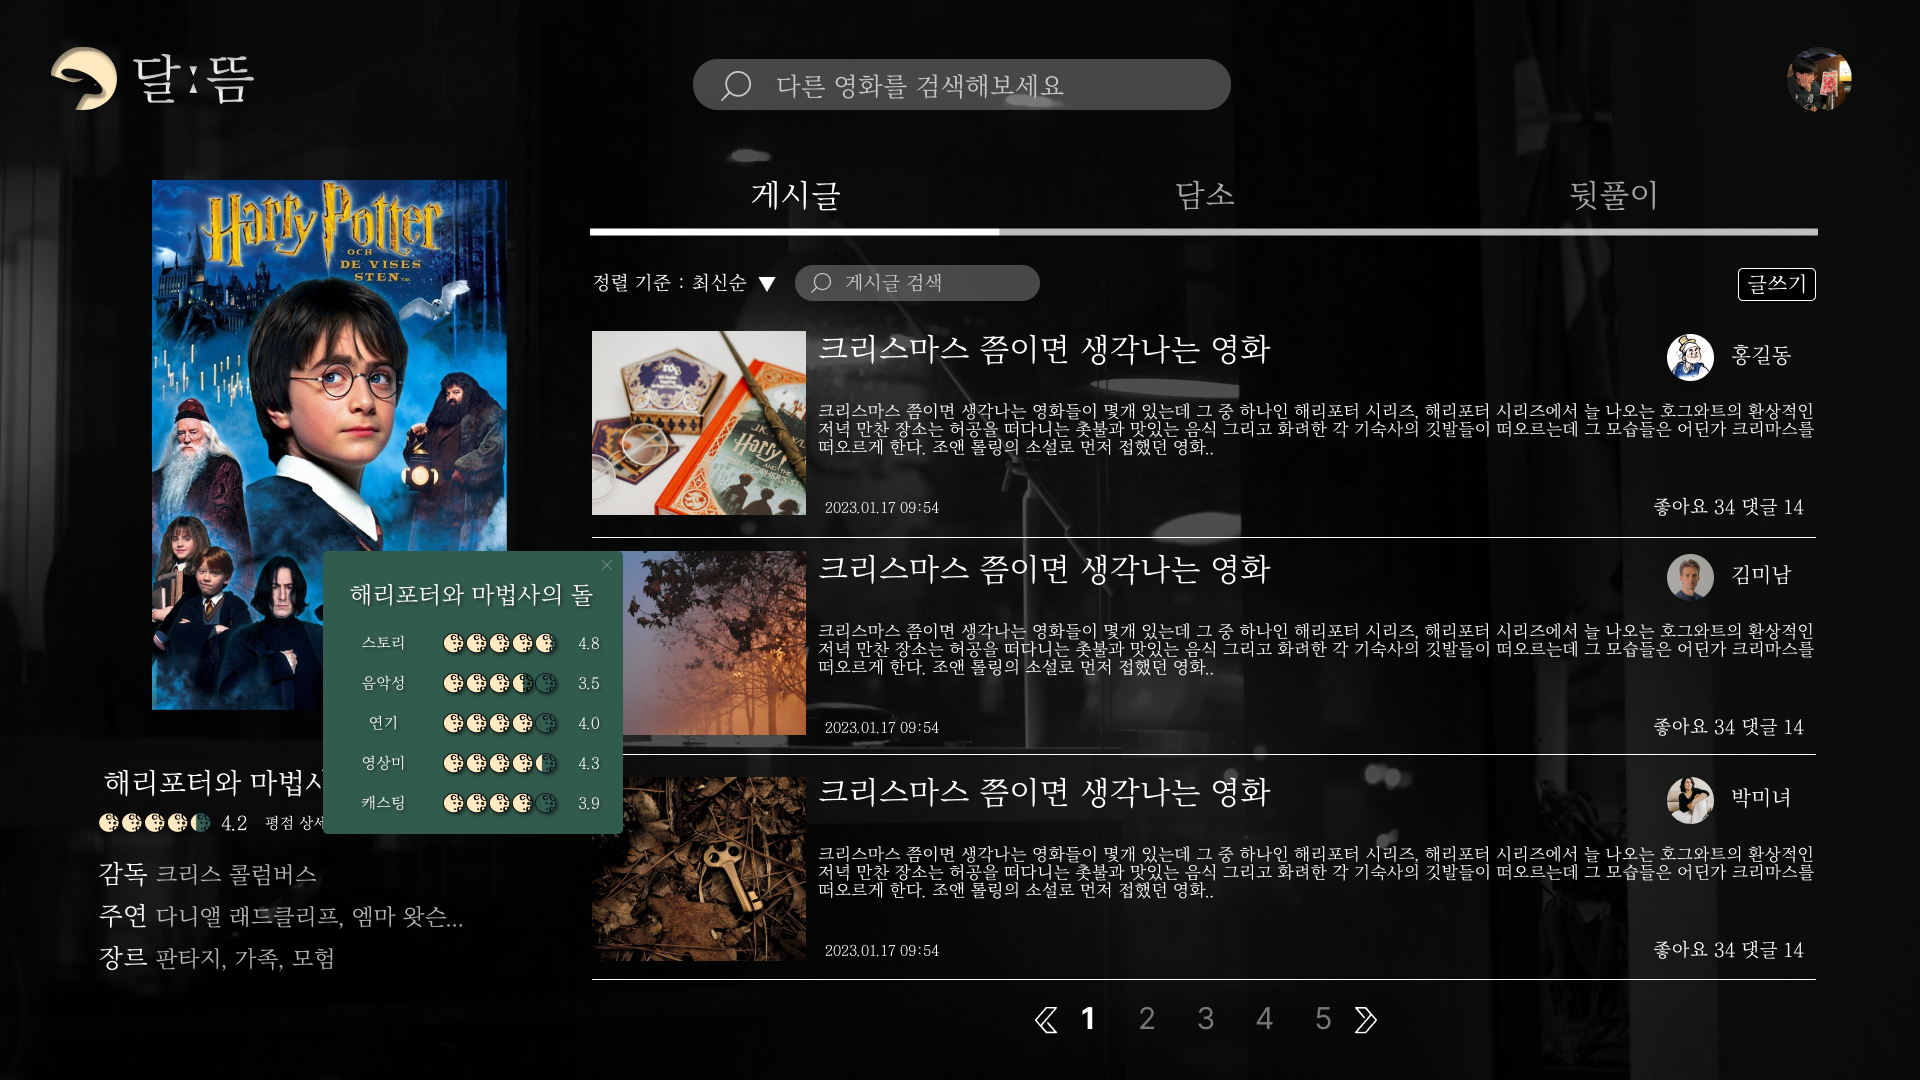 달:뜸
다른 영화를 검색해보세요
Harry Potter
OCH
DE VISES
STEN™
게시글
담소
뒷풀이
정렬 기준 : 최신순 ▼
게시글 검색
글쓰기
크리스마스 쯤이면 생각나는 영화
홍길동
크리스마스 쯤이면 생각나는 영화들이 몇개 있는데 그 중 하나인 해리포터 시리즈, 해리포터 시리즈에서 늘 나오는 호그와트의 환상적인
저녁 만찬 장소는 허공을 떠다니는 촛불과 맛있는 음식 그리고 화려한 각 기숙사의 깃발들이 떠오르는데 그 모습들은 어딘가 크리마스를
떠오르게 한다. 조앤 롤링의 소설로 먼저 접했던 영화..
2023.01.17 09:54
좋아요 34 댓글 14
크리스마스 쯤이면 생각나는 영화
김미남
크리스마스 쯤이면 생각나는 영화들이 몇개 있는데 그 중 하나인 해리포터 시리즈, 해리포터 시리즈에서 늘 나오는 호그와트의 환상적인
저녁 만찬 장소는 허공을 떠다니는 촛불과 맛있는 음식 그리고 화려한 각 기숙사의 깃발들이 떠오르는데 그 모습들은 어딘가 크리마스를
떠오르게 한다. 조앤 롤링의 소설로 먼저 접했던 영화..
2023.01.17 09:54
좋아요 34 댓글 14
크리스마스 쯤이면 생각나는 영화
박미녀
크리스마스 쯤이면 생각나는 영화들이 몇개 있는데 그 중 하나인 해리포터 시리즈, 해리포터 시리즈에서 늘 나오는 호그와트의 환상적인
저녁 만찬 장소는 허공을 떠다니는 촛불과 맛있는 음식 그리고 화려한 각 기숙사의 깃발들이 떠오르는데 그 모습들은 어딘가 크리마스를
떠오르게 한다. 조앤 롤링의 소설로 먼저 접했던 영화..
2023.01.17 09:54
좋아요 34 댓글 14
해리포터와 마법사의 돌
스토리 4.8
음악성 3.5
연기 4.0
영상미 4.3
캐스팅 3.9
해리포터와 마법사
4.2 평점 상세
감독 크리스 콜럼버스
주연 다니앨 래드클리프, 엠마 왓슨...
장르 판타지, 가족, 모험
1 2 3 4 5